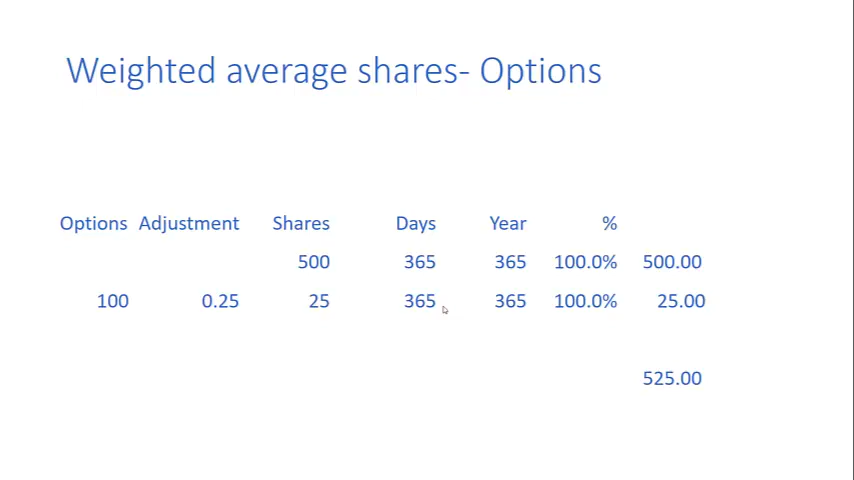 Weighted average shares- Options
Options Adjustment Shares Days Year %
500 365 365 100.0% 500.00
100 0.25 25 365 365 100.0% 25.00
525.00